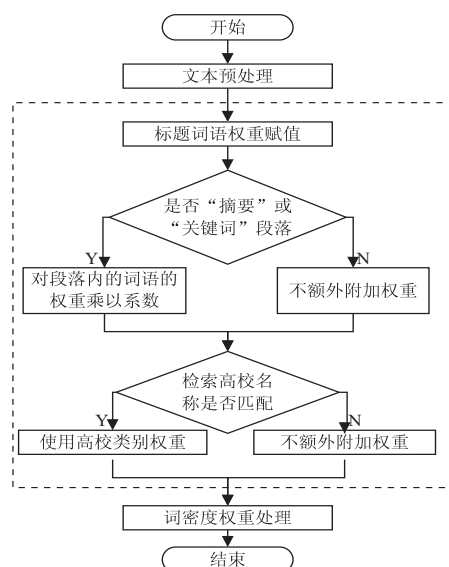 开始
文本预处理
标题词语权重赋值
是否“摘要”或
“关键词”段落
Y
N
对段落内的词语的
权重乘以系数
不额外附加权重
检索高校名
称是否匹配
Y
N
使用高校类别权重
不额外附加权重
词密度权重处理
结束